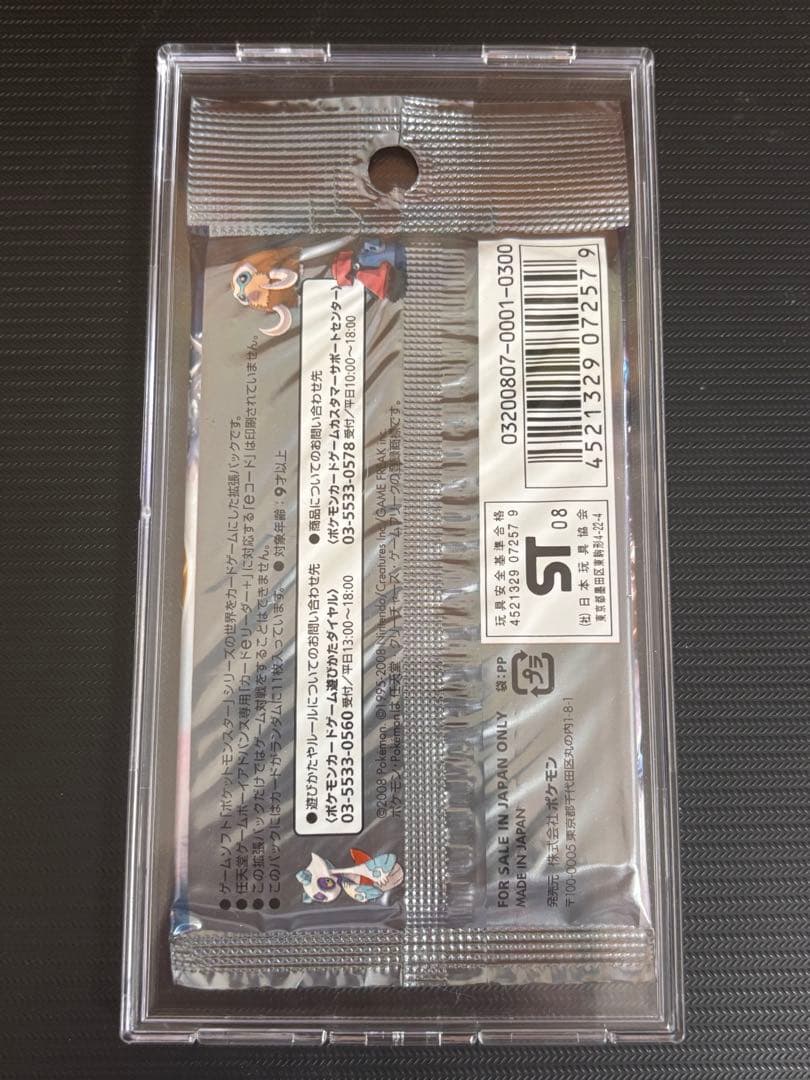 ●ゲームソフト「ポケットモンスター」シリーズの世界をカードゲームにした拡張パックです。
●任天堂ゲームボーイアドバンス専用「カードeリーダー+」に対応する「eコード」は印刷されていません。
●この拡張パックだけではゲーム対戦をすることはできません。
●このパックにはカードがランダムに11枚入っています。●対象年齢：9才以上
●遊びかたやルールについてのお問い合わせ先
〈ポケモンカードゲーム遊びかたダイヤル〉
03-5533-0560 受付／平日13:00〜18:00
●商品についてのお問い合わせ先
〈ポケモンカードゲームカスタマーサポートセンター〉
03-5533-0578 受付／平日10:00〜18:00
©2008 Pokémon ©1995-2008 Nintendo/Creatures Inc./GAME FREAK inc.
ポケモン・Pokémonは任天堂・クリーチャーズ・ゲームフリークの登録商標です。
FOR SALE IN JAPAN ONLY
MADE IN JAPAN
発売元 株式会社ポケモン
〒100-0005 東京都千代田区丸の内1-8-1
袋:PP
プラ
玩具安全基準合格
4521329 07257 9
ST 08
(社)日本玩具協会
東京都墨田区東駒形4-22-4
03200807-0001-0300
4 521329 072579